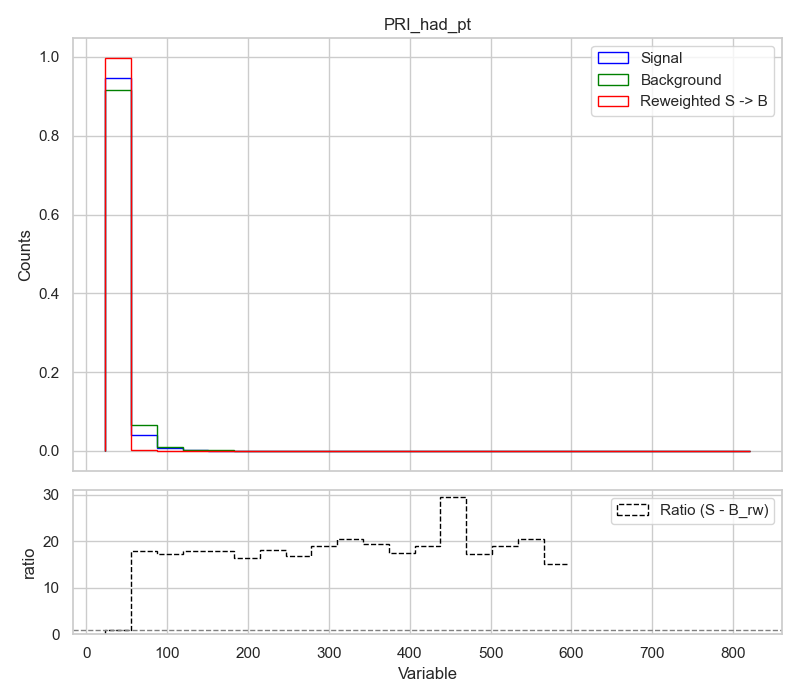 PRI_had_pt
Signal
Background
Reweighted S -> B
1.0
0.8
0.6
0.4
0.2
0.0
Counts
Ratio (S - B_rw)
30
20
10
0
ratio
0 100 200 300 400 500 600 700 800
Variable